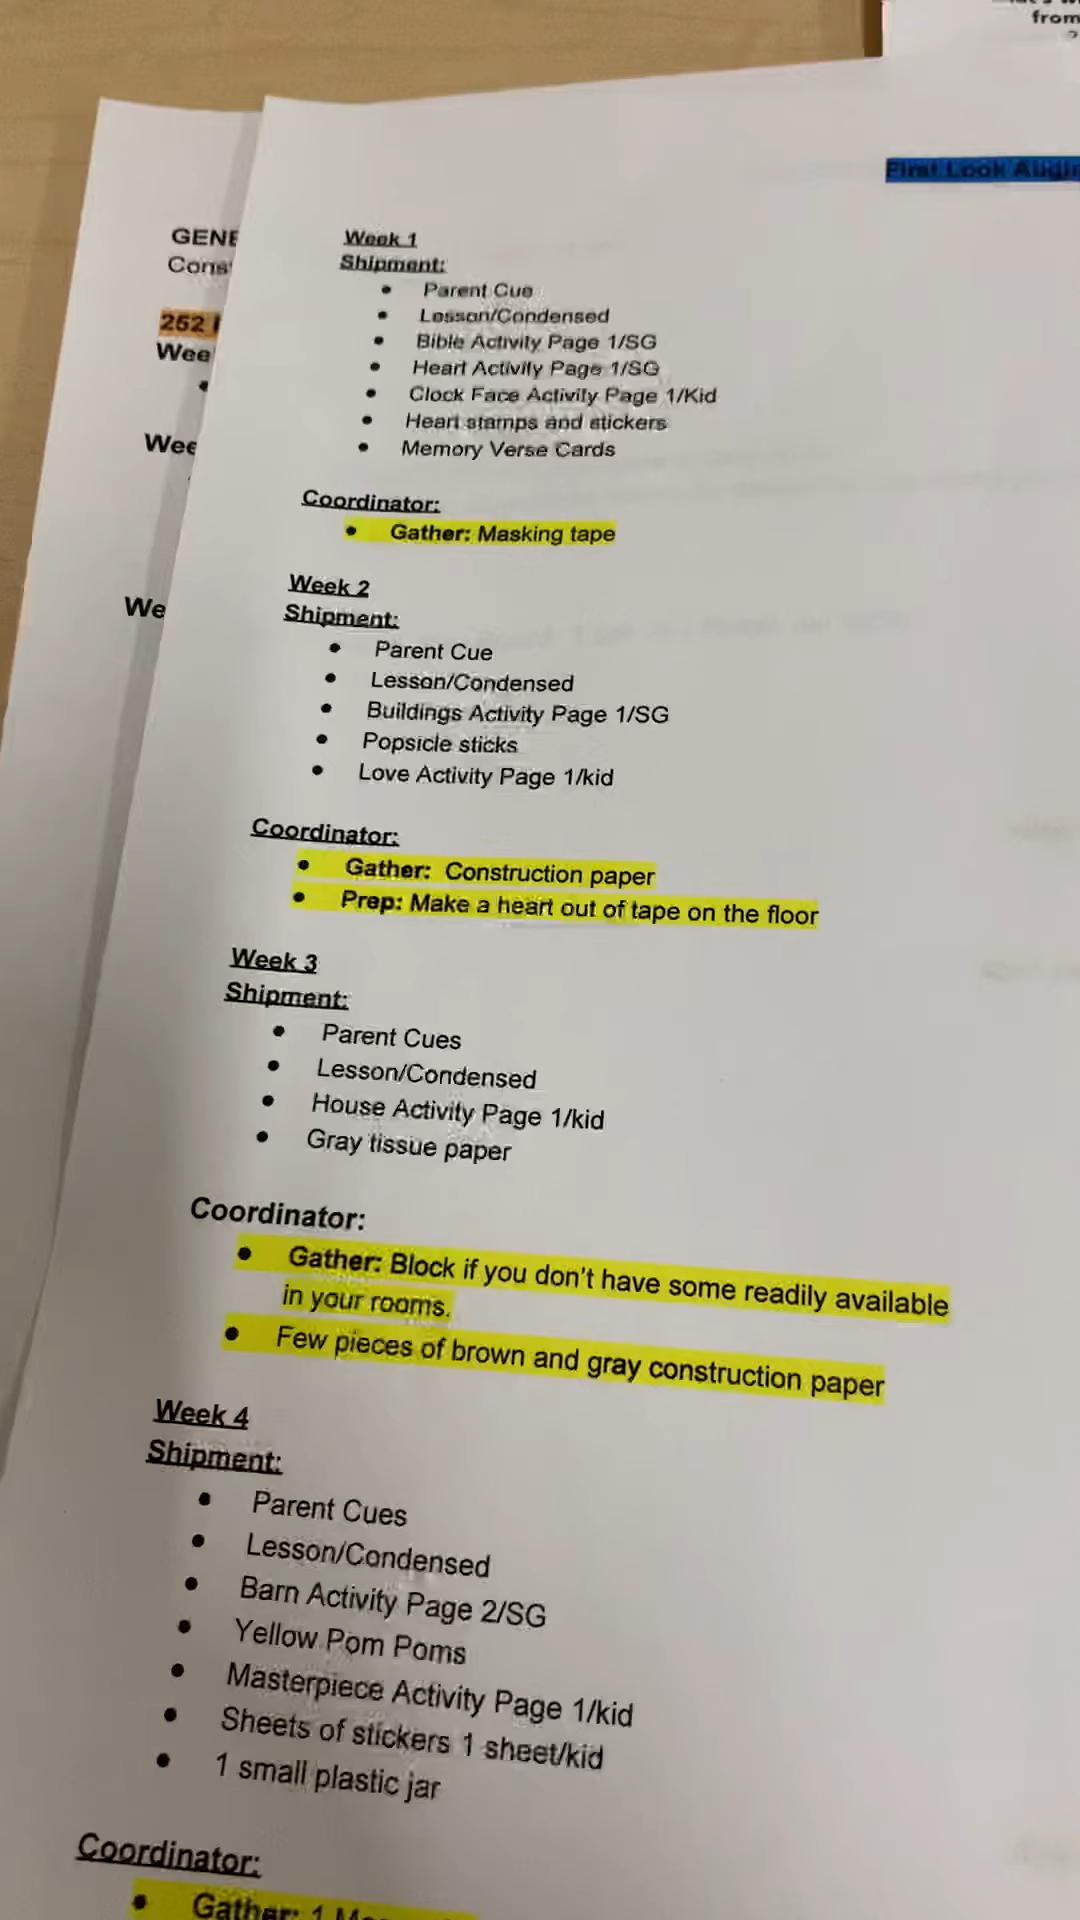 from
First Look
GENE
Cons
252
Wee
Wee
We
Week 1
Shipment:
Parent Cue
Lesson/Condensed
Bible Activity Page 1/SG
Heart Activity Page 1/SG
Clock Face Activity Page 1/Kid
Heart stamps and stickers
Memory Verse Cards
Coordinator:
Gather: Masking tape
Week 2
Shipment:
Parent Cue
Lesson/Condensed
Buildings Activity Page 1/SG
Popsicle sticks
Love Activity Page 1/kid
Coordinator:
Gather: Construction paper
Prep: Make a heart out of tape on the floor
Week 3
Shipment:
Parent Cues
Lesson/Condensed
House Activity Page 1/kid
Gray tissue paper
Coordinator:
Gather: Block if you don't have some readily available
in your rooms.
Few pieces of brown and gray construction paper
Week 4
Shipment:
Parent Cues
Lesson/Condensed
Barn Activity Page 2/SG
Yellow Pom Poms
Masterpiece Activity Page 1/kid
Sheets of stickers 1 sheet/kid
1 small plastic jar
Coordinator:
Gather: 1